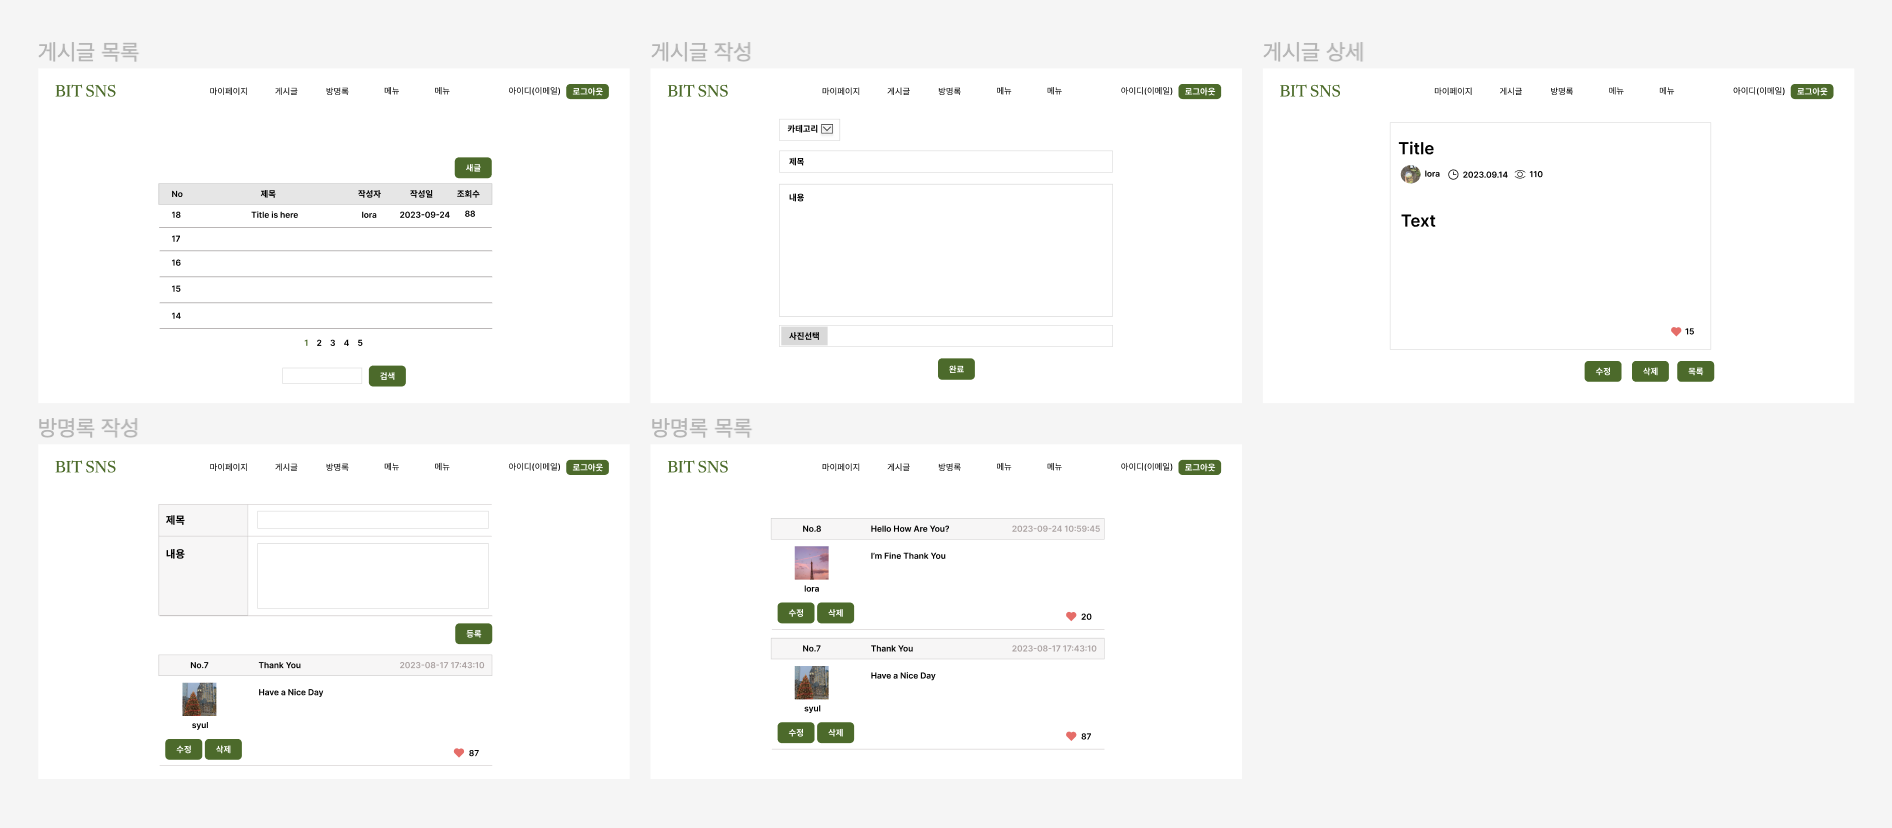 게시글 목록
BIT SNS 마이페이지 게시글 방명록 메뉴 메뉴 아이디(이메일) 로그아웃
새글
No 제목 작성자 작성일 조회수
18 Title is here lora 2023-09-24 88
17
16
15
14
1 2 3 4 5
검색
게시글 작성
BIT SNS 마이페이지 게시글 방명록 메뉴 메뉴 아이디(이메일) 로그아웃
카테고리
제목
내용
사진선택
완료
게시글 상세
BIT SNS 마이페이지 게시글 방명록 메뉴 메뉴 아이디(이메일) 로그아웃
Title
lora 2023.09.14 110
Text
15
수정 삭제 목록
방명록 작성
BIT SNS 마이페이지 게시글 방명록 메뉴 메뉴 아이디(이메일) 로그아웃
제목
내용
등록
No.7 Thank You 2023-08-17 17:43:10
Have a Nice Day
syul
수정 삭제 87
방명록 목록
BIT SNS 마이페이지 게시글 방명록 메뉴 메뉴 아이디(이메일) 로그아웃
No.8 Hello How Are You? 2023-09-24 10:59:45
I'm Fine Thank You
lora
수정 삭제 20
No.7 Thank You 2023-08-17 17:43:10
Have a Nice Day
syul
수정 삭제 87